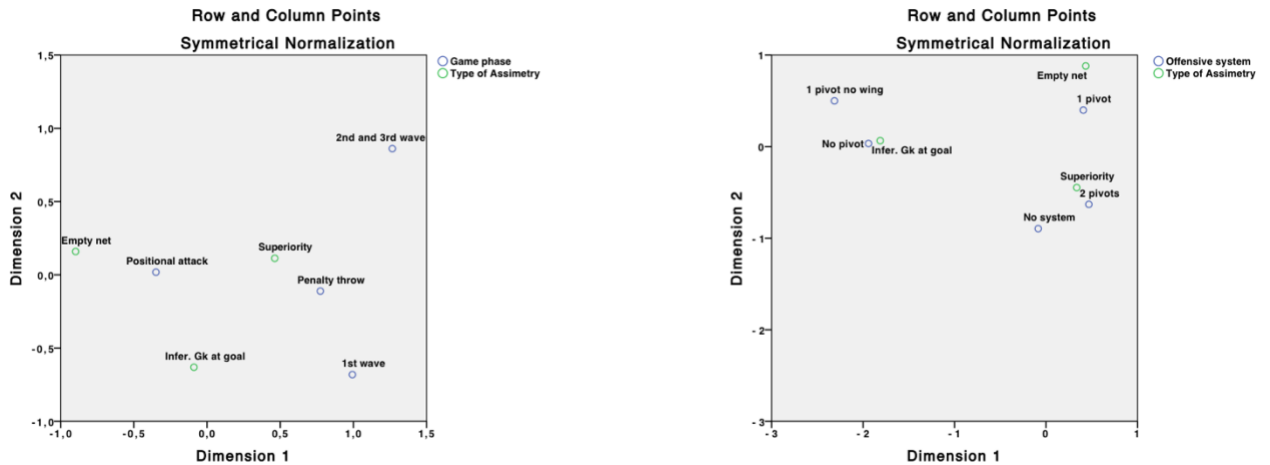 Row and Column Points
Symmetrical Normalization
Game phase
Type of Assimetry
1,5
1,0
0,5
0,0
-0,5
-1,0
Dimension 2
2nd and 3rd wave
Empty net
Positional attack
Superiority
Penalty throw
Infer. Gk at goal
1st wave
-1,0 -0,5 0,0 0,5 1,0 1,5
Dimension 1
Row and Column Points
Symmetrical Normalization
Offensive system
Type of Assimetry
1
0
-1
-2
-3
Dimension 2
Empty net
1 pivot no wing
1 pivot
No pivot
Infer. Gk at goal
Superiority
2 pivots
No system
-3 -2 -1 0 1
Dimension 1